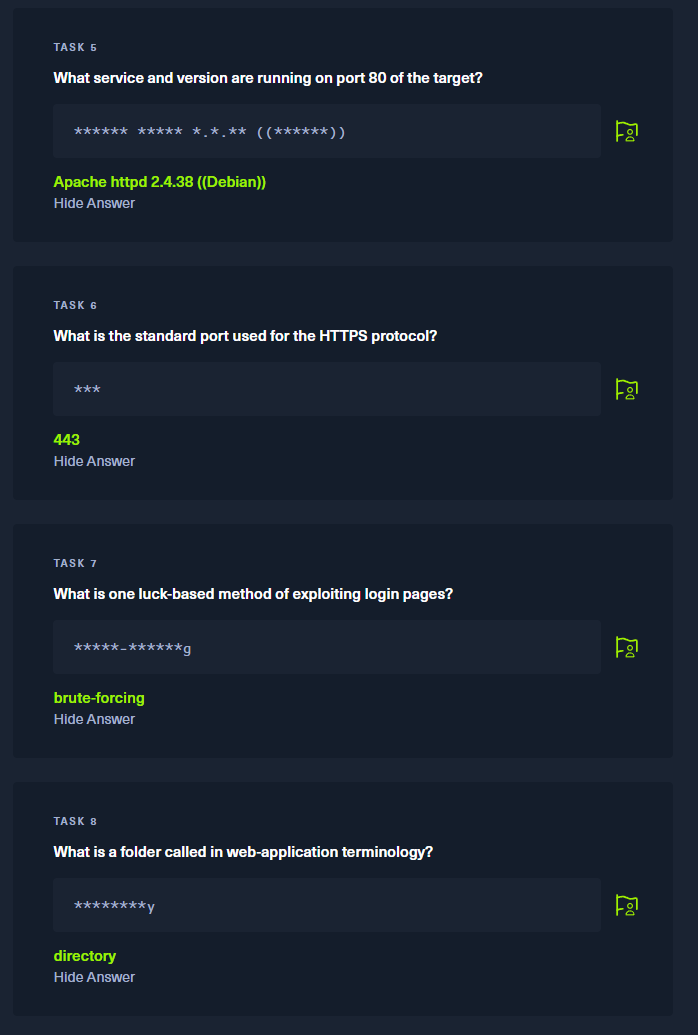 TASK 5
What service and version are running on port 80 of the target?
****** ***** *.*.** ((******))
Apache httpd 2.4.38 ((Debian))
Hide Answer
TASK 6
What is the standard port used for the HTTPS protocol?
***
443
Hide Answer
TASK 7
What is one luck-based method of exploiting login pages?
*****-******g
brute-forcing
Hide Answer
TASK 8
What is a folder called in web-application terminology?
********y
directory
Hide Answer